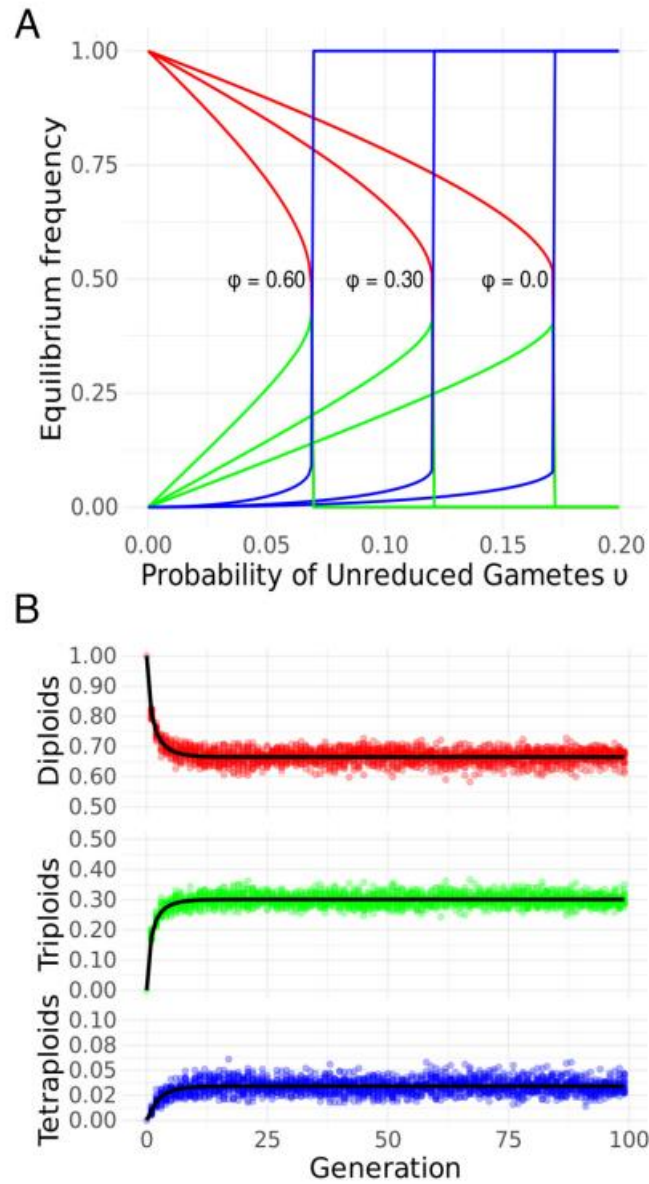 A
Equilibrium frequency
1.00
0.75
0.50
0.25
0.00
φ = 0.60 φ = 0.30 φ = 0.0
0.00 0.05 0.10 0.15 0.20
Probability of Unreduced Gametes υ
B
Diploids
1.00
0.90
0.80
0.70
0.60
0.50
Triploids
0.50
0.40
0.30
0.20
0.10
0.00
Tetraploids
0.10
0.08
0.05
0.02
0.00
0 25 50 75 100
Generation